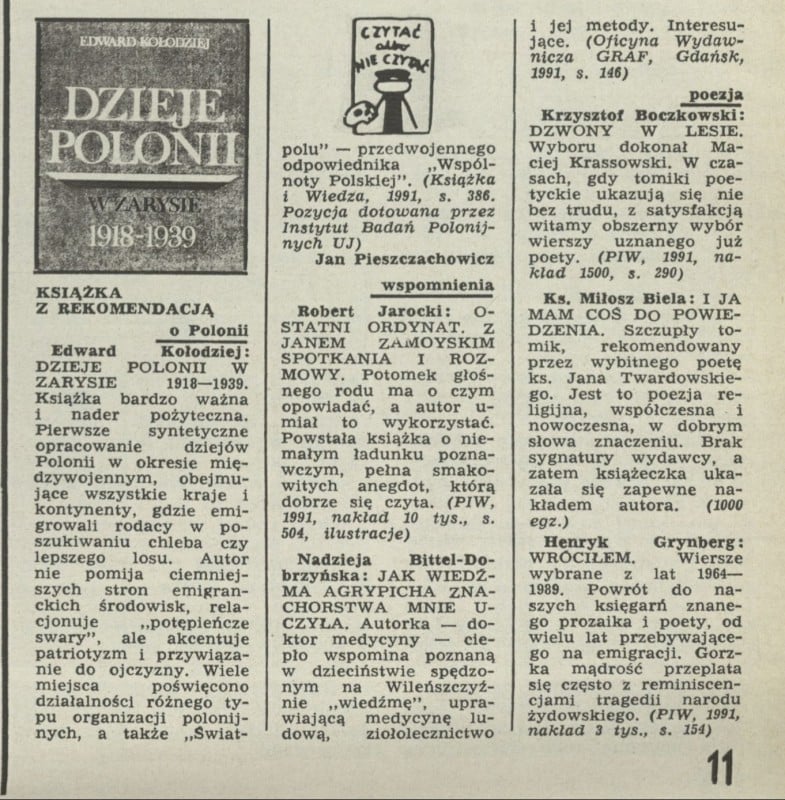 EDWARD KOŁODZIEJ
DZIEJE
POLONII
W ZARYSIE
1918-1939
KSIĄŻKA
Z REKOMENDACJĄ
o Polonii
Edward Kołodziej:
DZIEJE POLONII W
ZARYSIE 1918—1939.
Książka bardzo ważna
i nader pożyteczna.
Pierwsze syntetyczne
opracowanie dziejów
Polonii w okresie mię-
dzywojennym, obejmu-
jące wszystkie kraje i
kontynenty, gdzie emi-
growali rodacy w po-
szukiwaniu chleba czy
lepszego losu. Autor
nie pomija ciemniej-
szych stron emigran-
ckich środowisk, rela-
cjonuje „potępieńcze
swary”, ale akcentuje
patriotyzm i przywiąza-
nie do ojczyzny. Wiele
miejsca poświęcono
działalności różnego ty-
pu organizacji polonij-
nych, a także „Świat-
CZYTAĆ
albo
NIE CZYTAĆ
polu” — przedwojennego
odpowiednika „Wspól-
noty Polskiej”. (Książka
i Wiedza, 1991, s. 386.
Pozycja dotowana przez
Instytut Badań Polonij-
nych UJ)
Jan Pieszczachowicz
wspomnienia
Robert Jarocki: O-
STATNI ORDYNAT. Z
JANEM ZAMOYSKIM
SPOTKANIA I ROZ-
MOWY. Potomek głoś-
nego rodu ma o czym
opowiadać, a autor u-
miał to wykorzystać.
Powstała książka o nie-
małym ładunku pozna-
wczym, pełna smako-
witych anegdot, którą
dobrze się czyta. (PIW,
1991, nakład 10 tys., s.
504, ilustracje)
Nadzieja Bittel-Do-
brzyńska: JAK WIEDŹ-
MA AGRYPICHA ZNA-
CHORSTWA MNIE U-
CZYŁA. Autorka — do-
ktor medycyny — cie-
pło wspomina poznaną
w dzieciństwie spędzo-
nym na Wileńszczyź-
nie „wiedźmę”, upra-
wiającą medycynę lu-
dową, ziołolecznictwo
i jej metody. Interesu-
jące. (Oficyna Wydaw-
nicza GRAF, Gdańsk,
1991, s. 146)
poezja
Krzysztof Boczkowski:
DZWONY W LESIE.
Wyboru dokonał Ma-
ciej Krassowski. W cza-
sach, gdy tomiki poe-
tyckie ukazują się nie
bez trudu, z satysfakcją
witamy obszerny wybór
wierszy uznanego już
poety. (PIW, 1991, na-
kład 1500, s. 290)
Ks. Miłosz Biela: I JA
MAM COŚ DO POWIE-
DZENIA. Szczupły to-
mik, rekomendowany
przez wybitnego poetę
ks. Jana Twardowskie-
go. Jest to poezja re-
ligijna, współczesna i
nowoczesna, w dobrym
słowa znaczeniu. Brak
sygnatury wydawcy, a
zatem książeczka uka-
zała się zapewne na-
kładem autora. (1000
egz.)
Henryk Grynberg:
WRÓCIŁEM. Wiersze
wybrane z lat 1964—
1989. Powrót do na-
szych księgarń znane-
go prozaika i poety, od
wielu lat przebywające-
go na emigracji. Gorz-
ka mądrość przeplata
się często z reminiscen-
cjami tragedii narodu
żydowskiego. (PIW, 1991,
nakład 3 tys., s. 154)
11